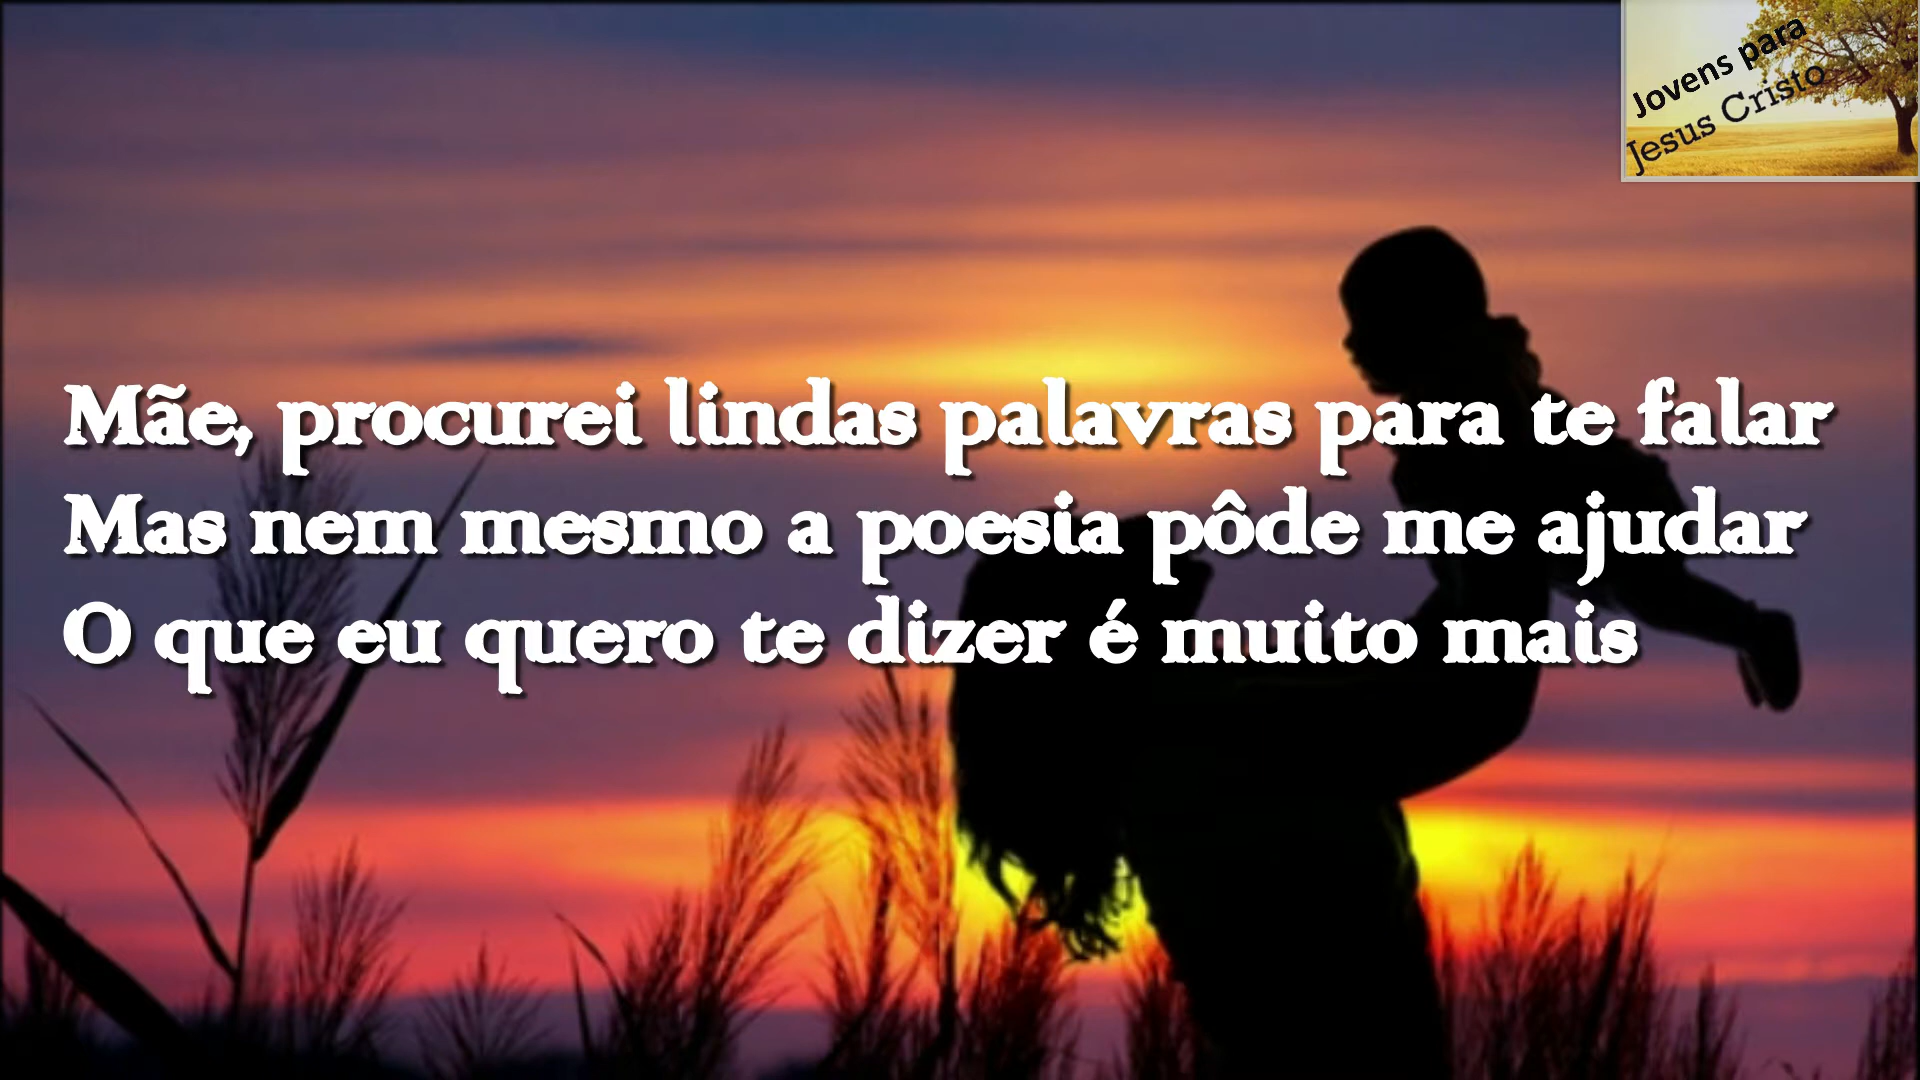 Jovens para
Jesus Cristo
Mãe, procurei lindas palavras para te falar
Mas nem mesmo a poesia pôde me ajudar
O que eu quero te dizer é muito mais